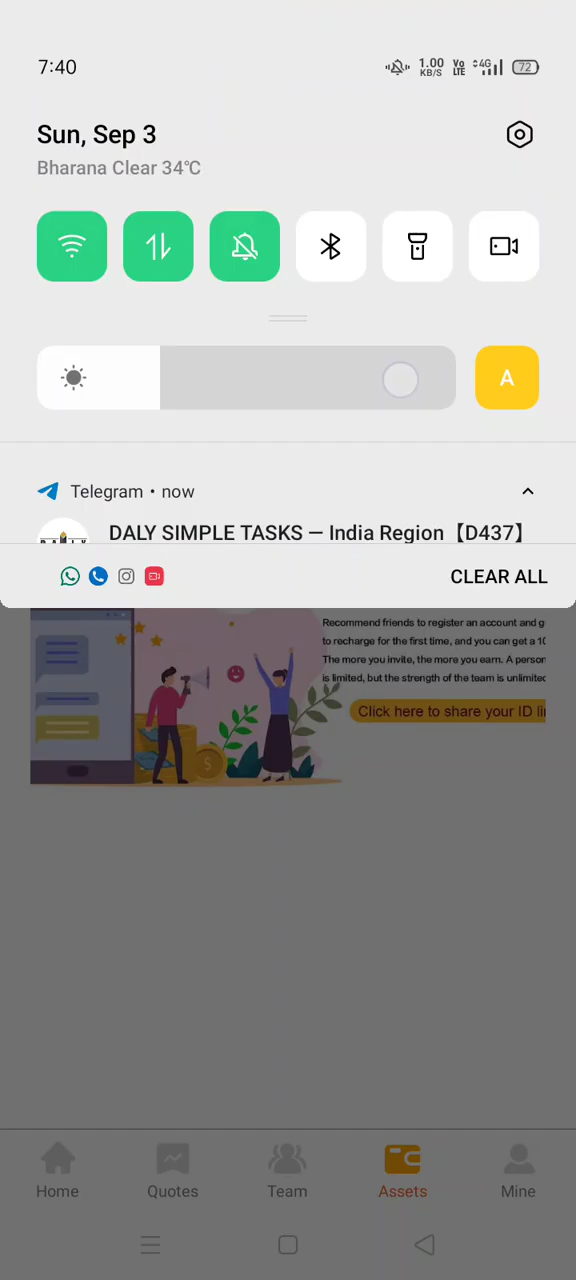 7:40
1.00
KB/S
Vo
LTE
4G
72
Sun, Sep 3
Bharana Clear 34℃
A
Telegram • now
DALY SIMPLE TASKS — India Region【D437】
CLEAR ALL
Recommend friends to register an account and g
to recharge for the first time, and you can get a 10
The more you invite, the more you earn. A person
is limited, but the strength of the team is unlimited
Click here to share your ID li
Home
Quotes
Team
Assets
Mine